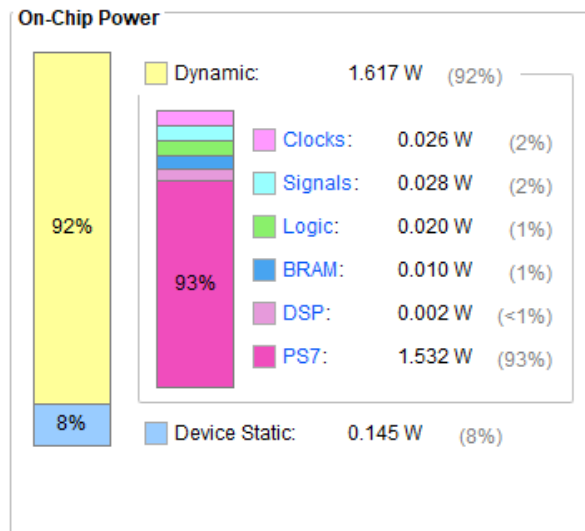 On-Chip Power
Dynamic: 1.617 W (92%)
Clocks: 0.026 W (2%)
Signals: 0.028 W (2%)
Logic: 0.020 W (1%)
92%
BRAM: 0.010 W (1%)
93%
DSP: 0.002 W (<1%)
PS7: 1.532 W (93%)
8%
Device Static: 0.145 W (8%)